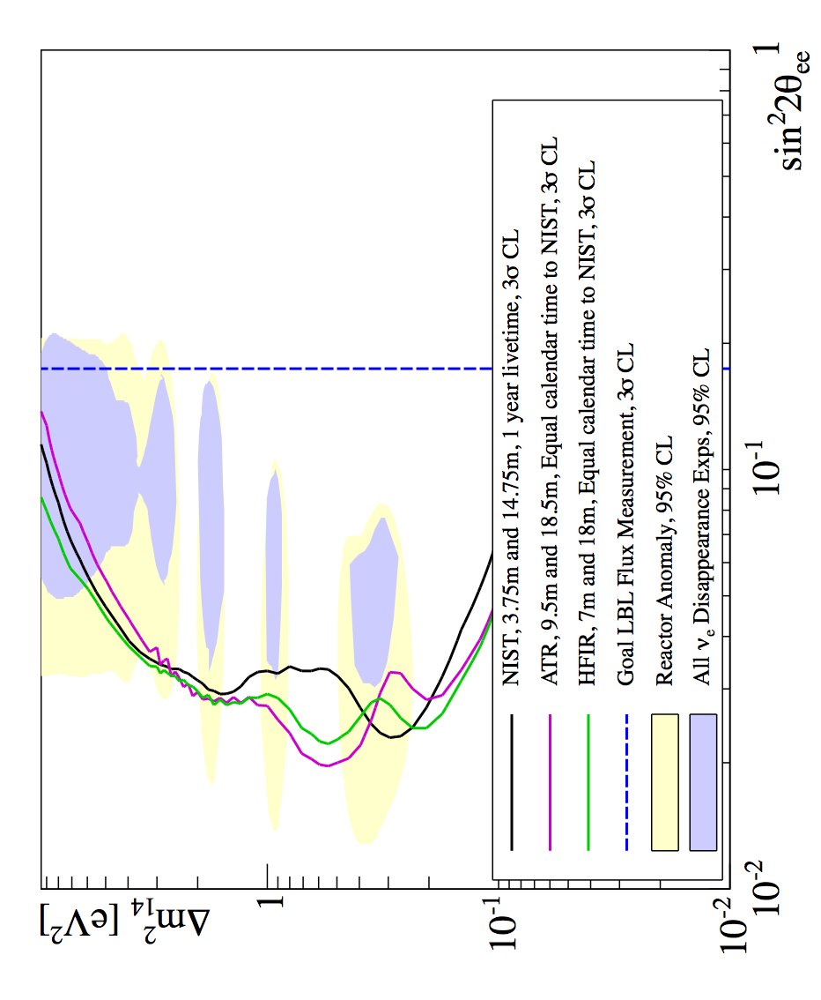 Δm²₁₄ [eV²]
1
10⁻¹
10⁻²
NIST, 3.75m and 14.75m, 1 year livetime, 3σ CL
ATR, 9.5m and 18.5m, Equal calendar time to NIST, 3σ CL
HFIR, 7m and 18m, Equal calendar time to NIST, 3σ CL
Goal LBL Flux Measurement, 3σ CL
Reactor Anomaly, 95% CL
All νₑ Disappearance Exps, 95% CL
10⁻²
10⁻¹
1
sin²2θₑₑ